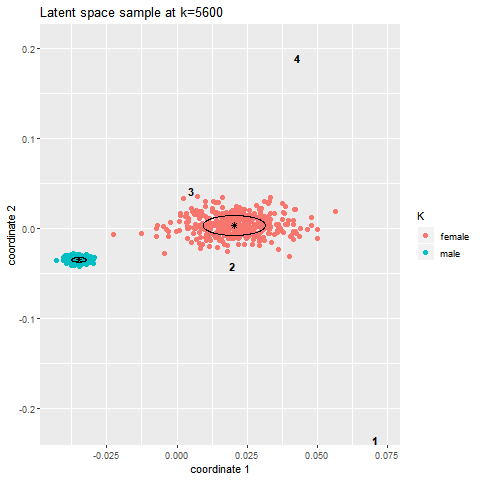 Latent space sample at k=5600
4
3
2
1
0.2
0.1
0.0
-0.1
-0.2
coordinate 2
-0.025
0.000
0.025
0.050
0.075
coordinate 1
K
female
male